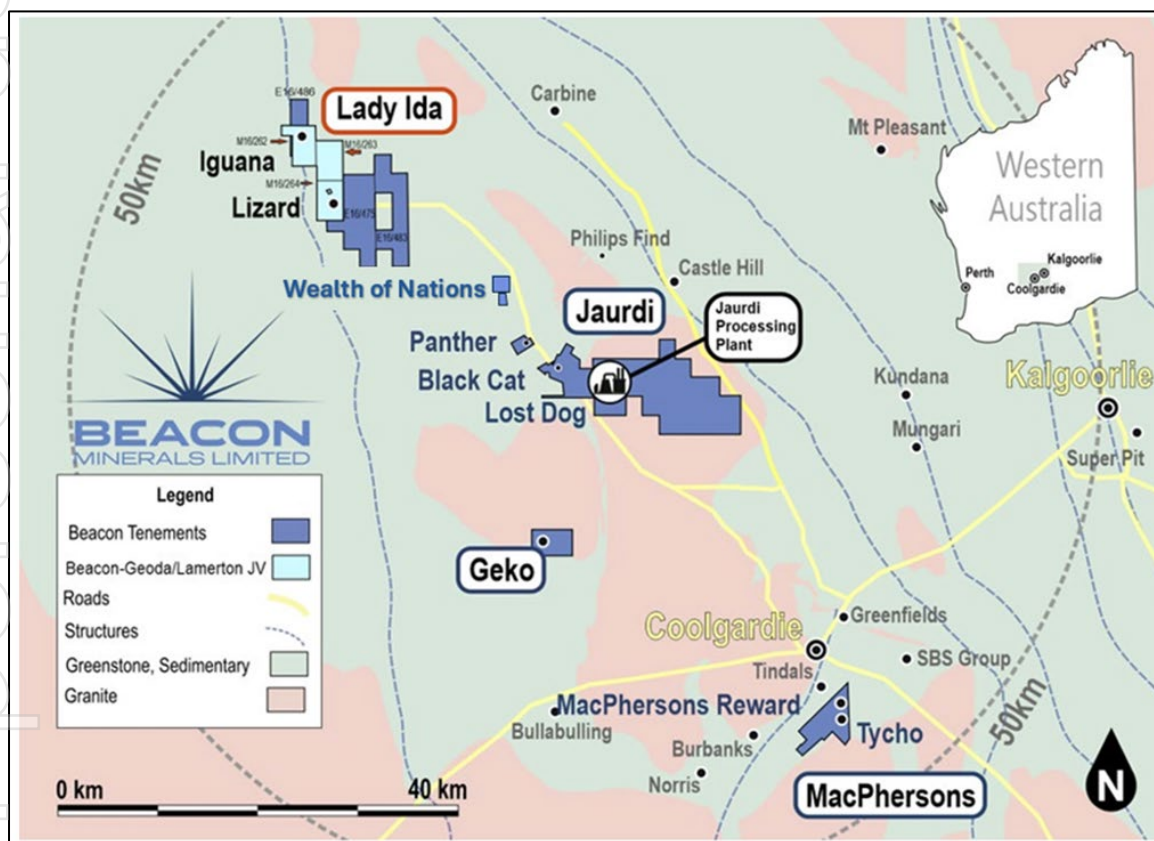 E16/486
Lady Ida
Carbine
Mt Pleasant
50km
M16/262
M16/263
Iguana
M16/264
Lizard
E16/475
E16/483
Western
Australia
Perth
Kalgoorlie
Coolgardie
Philips Find
Castle Hill
Wealth of Nations
Jaurdi
Jaurdi
Processing
Plant
Panther
Black Cat
Lost Dog
Kundana
Kalgoorlie
Mungari
Super Pit
BEACON
MINERALS LIMITED
Legend
Beacon Tenements
Beacon-Geoda/Lamerton JV
Roads
Structures
Greenstone, Sedimentary
Granite
Geko
Coolgardie
Greenfields
Tindals
SBS Group
MacPhersons Reward
Bullabulling
Tycho
Burbanks
Norris
50km
MacPhersons
0 km
40 km
N